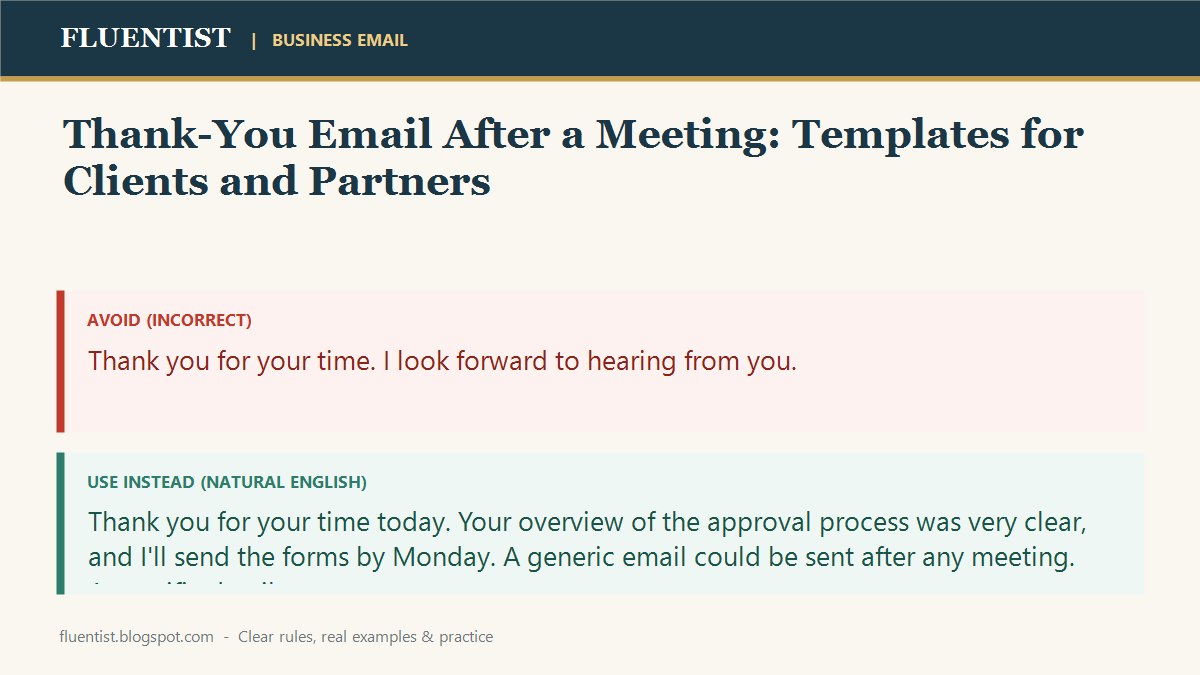 FLUENTIST | BUSINESS EMAIL
Thank-You Email After a Meeting: Templates for
Clients and Partners
AVOID (INCORRECT)
Thank you for your time. I look forward to hearing from you.
USE INSTEAD (NATURAL ENGLISH)
Thank you for your time today. Your overview of the approval process was very clear,
and I'll send the forms by Monday. A generic email could be sent after any meeting.
fluentist.blogspot.com - Clear rules, real examples & practice